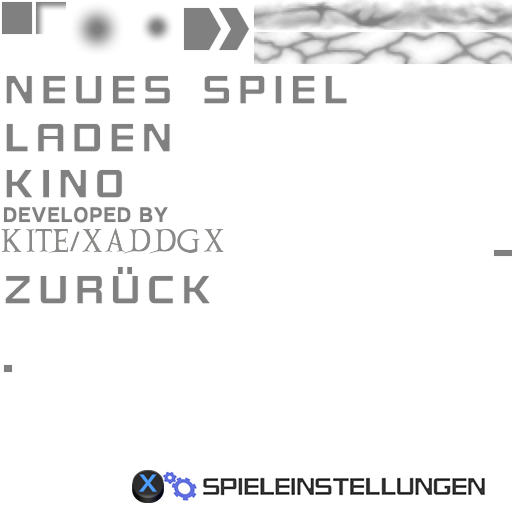 NEUES SPIEL
LADEN
KINO
DEVELOPED BY
KITE/XADDGX
ZURÜCK
X SPIELEINSTELLUNGEN